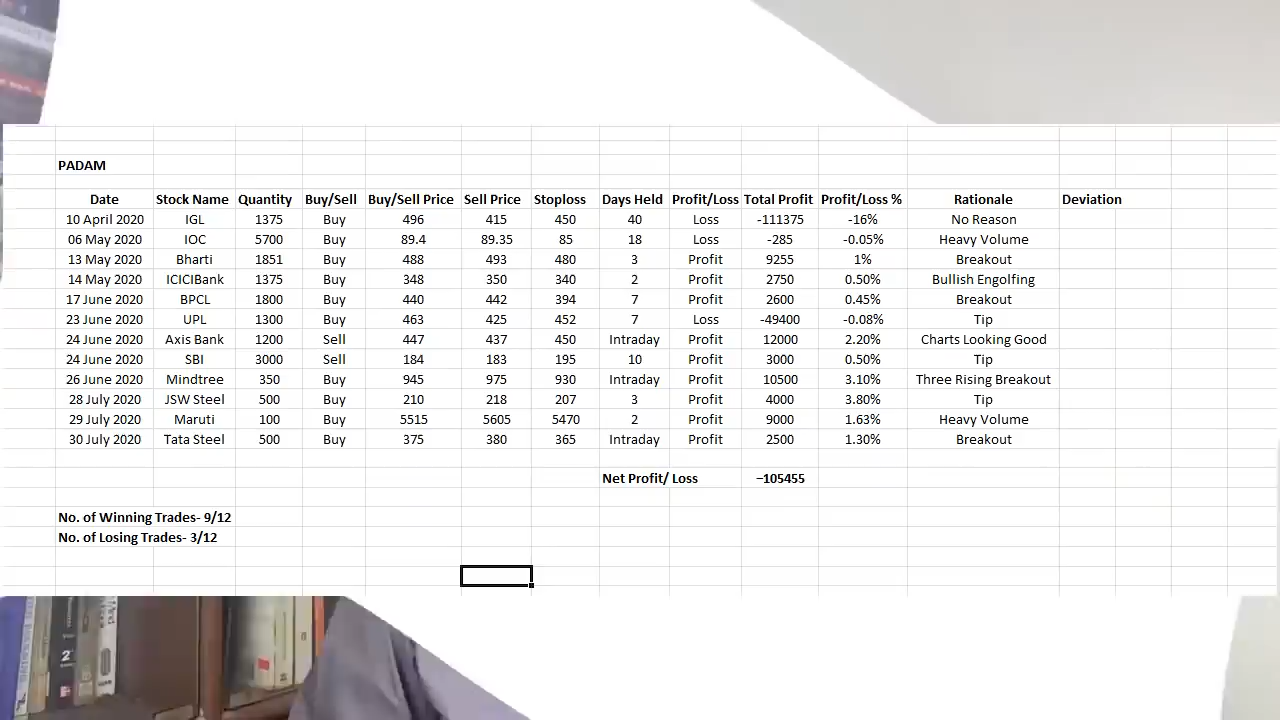 PADAM
Date Stock Name Quantity Buy/Sell Buy/Sell Price Sell Price Stoploss Days Held Profit/Loss Total Profit Profit/Loss % Rationale Deviation
10 April 2020 IGL 1375 Buy 496 415 450 40 Loss -111375 -16% No Reason
06 May 2020 IOC 5700 Buy 89.4 89.35 85 18 Loss -285 -0.05% Heavy Volume
13 May 2020 Bharti 1851 Buy 488 493 480 3 Profit 9255 1% Breakout
14 May 2020 ICICIBank 1375 Buy 348 350 340 2 Profit 2750 0.50% Bullish Engolfing
17 June 2020 BPCL 1800 Buy 440 442 394 7 Profit 2600 0.45% Breakout
23 June 2020 UPL 1300 Buy 463 425 452 7 Loss -49400 -0.08% Tip
24 June 2020 Axis Bank 1200 Sell 447 437 450 Intraday Profit 12000 2.20% Charts Looking Good
24 June 2020 SBI 3000 Sell 184 183 195 10 Profit 3000 0.50% Tip
26 June 2020 Mindtree 350 Buy 945 975 930 Intraday Profit 10500 3.10% Three Rising Breakout
28 July 2020 JSW Steel 500 Buy 210 218 207 3 Profit 4000 3.80% Tip
29 July 2020 Maruti 100 Buy 5515 5605 5470 2 Profit 9000 1.63% Heavy Volume
30 July 2020 Tata Steel 500 Buy 375 380 365 Intraday Profit 2500 1.30% Breakout
Net Profit/ Loss −105455
No. of Winning Trades- 9/12
No. of Losing Trades- 3/12